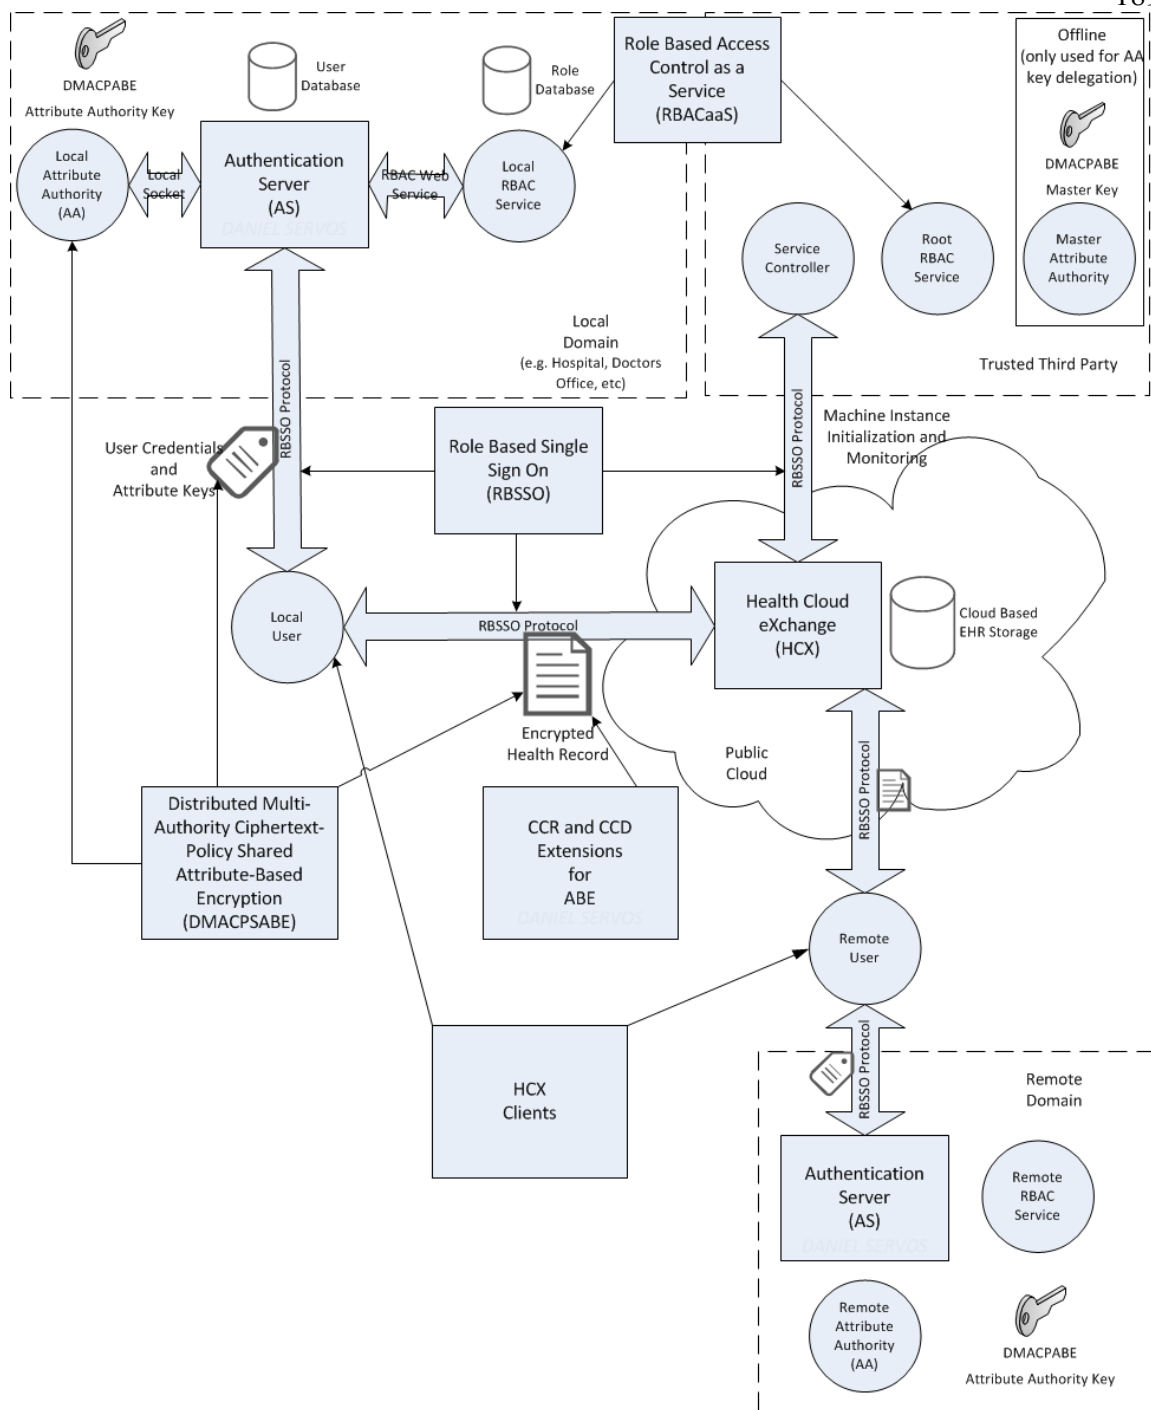 DMACPABE
Attribute Authority Key
User
Database
Role
Database
Role Based Access
Control as a
Service
(RBACaaS)
Offline
(only used for AA
key delegation)
DMACPABE
Master Key
Master
Attribute
Authority
Local
Attribute
Authority
(AA)
Local
Socket
Authentication
Server
(AS)
DANIEL SERVOS
RBAC Web
Service
Local
RBAC
Service
Service
Controller
Root
RBAC
Service
Local
Domain
(e.g. Hospital, Doctors
Office, etc)
Trusted Third Party
RBSSO Protocol
User Credentials
and
Attribute Keys
Role Based Single
Sign On
(RBSSO)
RBSSO Protocol
Machine Instance
Initialization and
Monitoring
Local
User
RBSSO Protocol
Health Cloud
eXchange
(HCX)
Cloud Based
EHR Storage
Encrypted
Health Record
Public
Cloud
RBSSO Protocol
Distributed Multi-
Authority Ciphertext-
Policy Shared
Attribute-Based
Encryption
(DMACPSABE)
CCR and CCD
Extensions
for
ABE
DANIEL SERVOS
Remote
User
HCX
Clients
RBSSO Protocol
Remote
Domain
Authentication
Server
(AS)
DANIEL SERVOS
Remote
RBAC
Service
Remote
Attribute
Authority
(AA)
DMACPABE
Attribute Authority Key